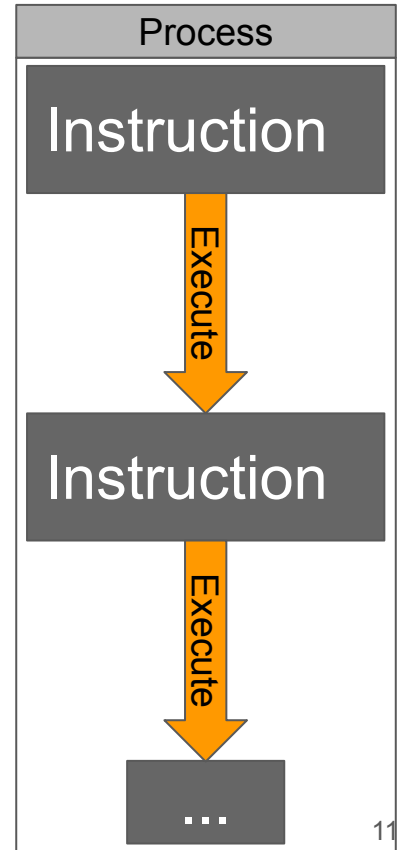 Process
Instruction
Execute
Instruction
Execute
...
11